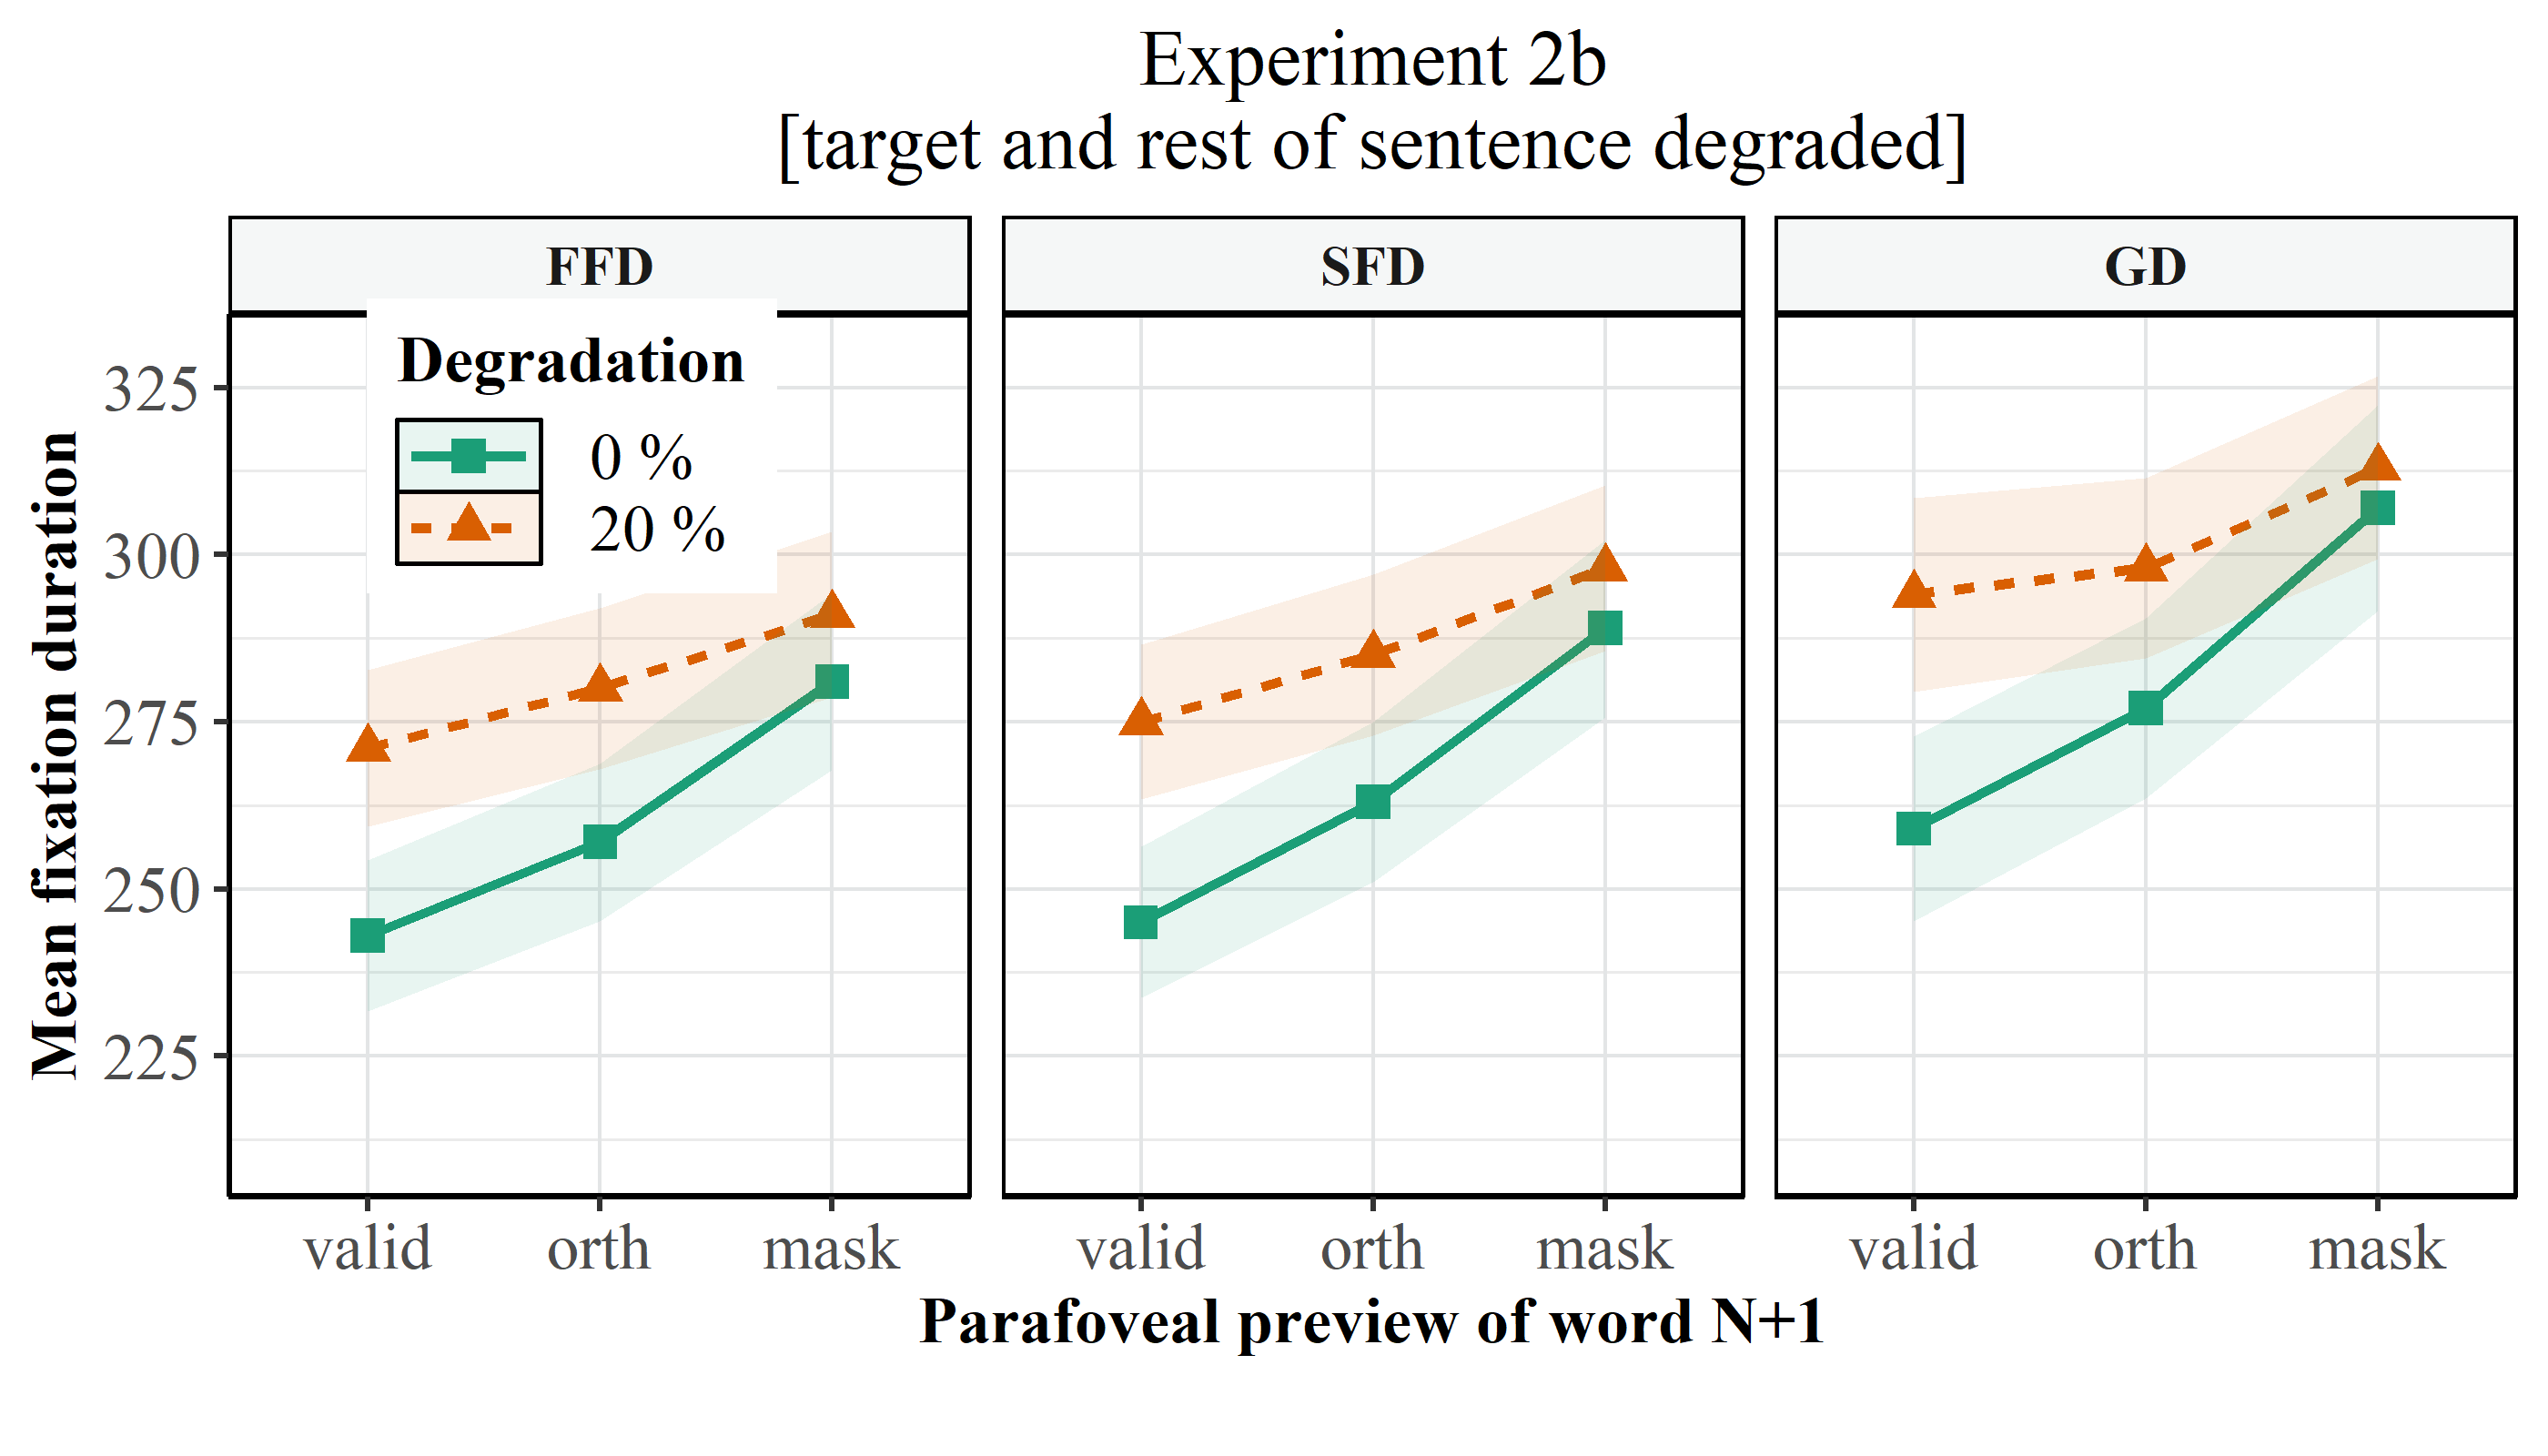 Experiment 2b
[target and rest of sentence degraded]
FFD
SFD
GD
Degradation
0 %
20 %
Mean fixation duration
325
300
275
250
225
valid orth mask
valid orth mask
valid orth mask
Parafoveal preview of word N+1